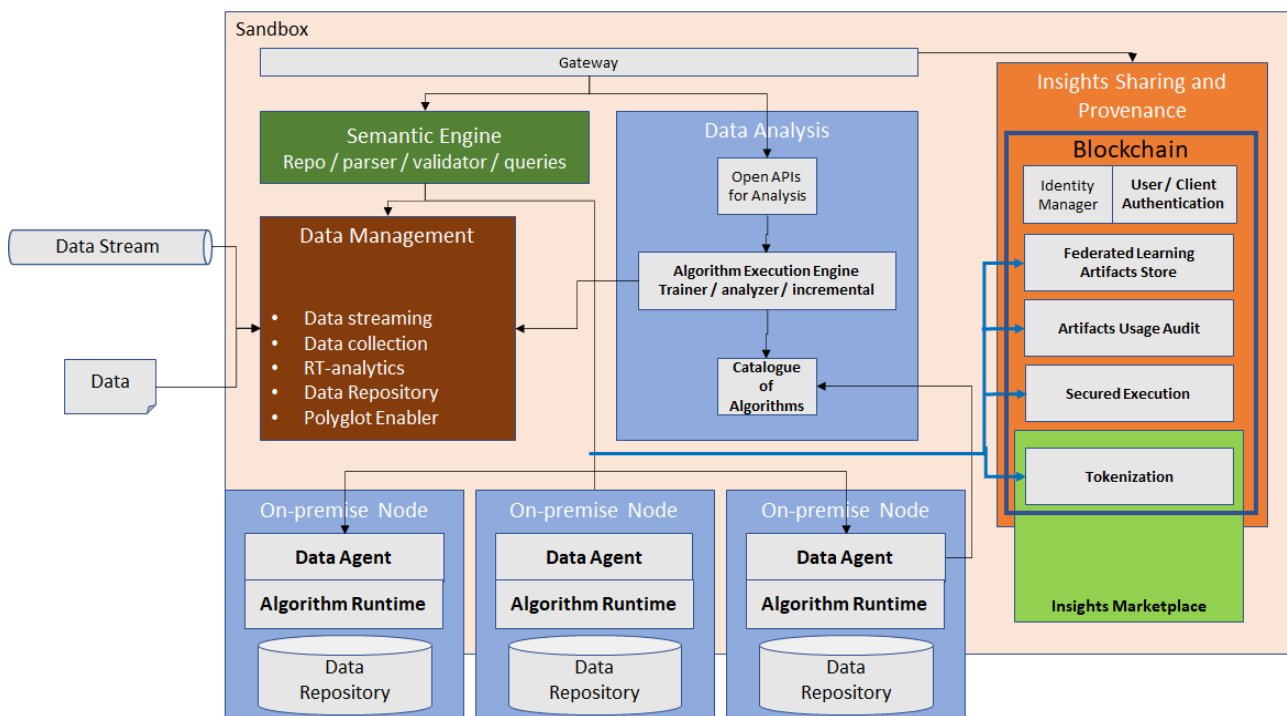 Sandbox
Gateway
Semantic Engine
Repo / parser / validator / queries
Data Analysis
Open APIs
for Analysis
Algorithm Execution Engine
Trainer / analyzer / incremental
Catalogue
of
Algorithms
Data Stream
Data
Data Management
• Data streaming
• Data collection
• RT-analytics
• Data Repository
• Polyglot Enabler
Insights Sharing and
Provenance
Blockchain
Identity
Manager
User / Client
Authentication
Federated Learning
Artifacts Store
Artifacts Usage Audit
Secured Execution
Tokenization
Insights Marketplace
On-premise Node
Data Agent
Algorithm Runtime
Data
Repository
On-premise Node
Data Agent
Algorithm Runtime
Data
Repository
On-premise Node
Data Agent
Algorithm Runtime
Data
Repository